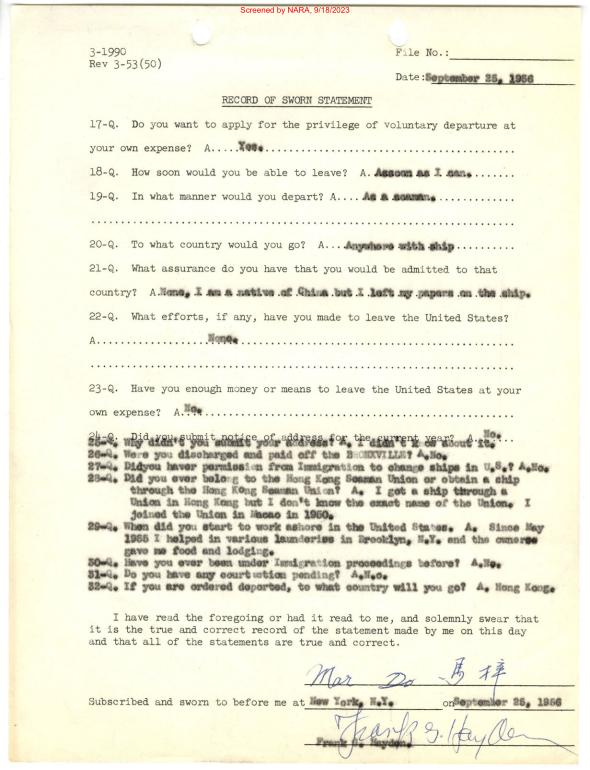 Screened by NARA, 9/18/2023
3-1990
Rev 3-53(50)
File No.:
Date: September 25, 1956
RECORD OF SWORN STATEMENT
17-Q. Do you want to apply for the privilege of voluntary departure at
your own expense? A.....Yes.
18-Q. How soon would you be able to leave? A. Assoon as I can.
19-Q. In what manner would you depart? A.... As a seaman.
20-Q. To what country would you go? A... Anywhere with ship
21-Q. What assurance do you have that you would be admitted to that
country? A.None, I am a native of China but I left my papers on the ship.
22-Q. What efforts, if any, have you made to leave the United States?
A. None.
23-Q. Have you enough money or means to leave the United States at your
own expense? A. No.
24-Q. Did you submit notice of address for the current year? A. No.
25-Q. Why didn't you submit your address? A. I didn't know about it.
26-Q. Were you discharged and paid off the BRONXVILLE? A.No.
27-Q. Didyou haver permission from Immigration to change ships in U.S.? A.No.
28-Q. Did you ever belong to the Hong Kong Seaman Union or obtain a ship
through the Hong Kong Seaman Union? A. I got a ship through a
Union in Hong Kong but I don't know the exact name of the Union. I
joined the Union in Macao in 1950.
29-Q. When did you start to work ashore in the United States. A. Since May
1955 I helped in various launderies in Brooklyn, N.Y. and the owners
gave me food and lodging.
30-Q. Have you ever been under Immigration proceedings before? A.No.
31-Q. Do you have any court action pending? A.No.
32-Q. If you are ordered deported, to what country will you go? A. Hong Kong.
I have read the foregoing or had it read to me, and solemnly swear that
it is the true and correct record of the statement made by me on this day
and that all of the statements are true and correct.
Mar Do 馬梓
Subscribed and sworn to before me at New York, N.Y. on September 25, 1956
Frank G. Hayden
Frank G. Hayden.